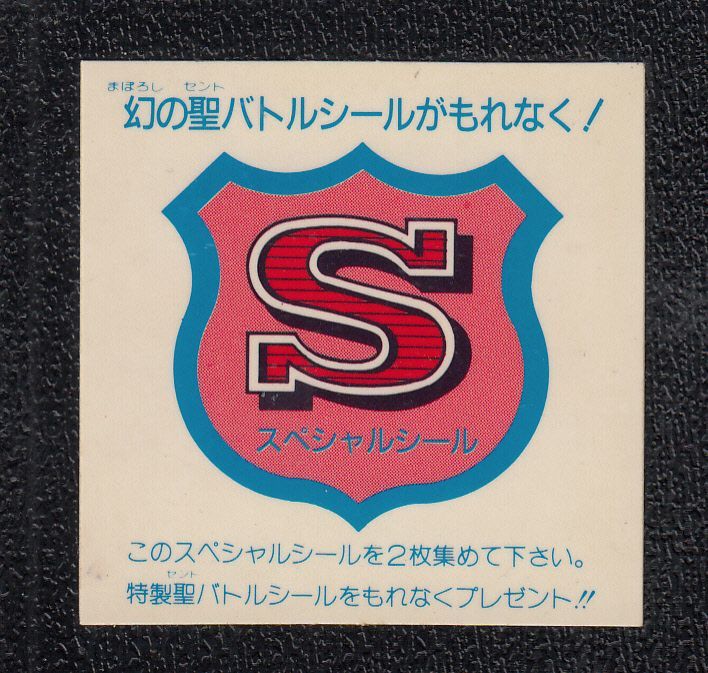 まぼろし セント
幻の聖バトルシールがもれなく!
S
スペシャルシール
このスペシャルシールを2枚集めて下さい。
セント
特製聖バトルシールをもれなくプレゼント!!